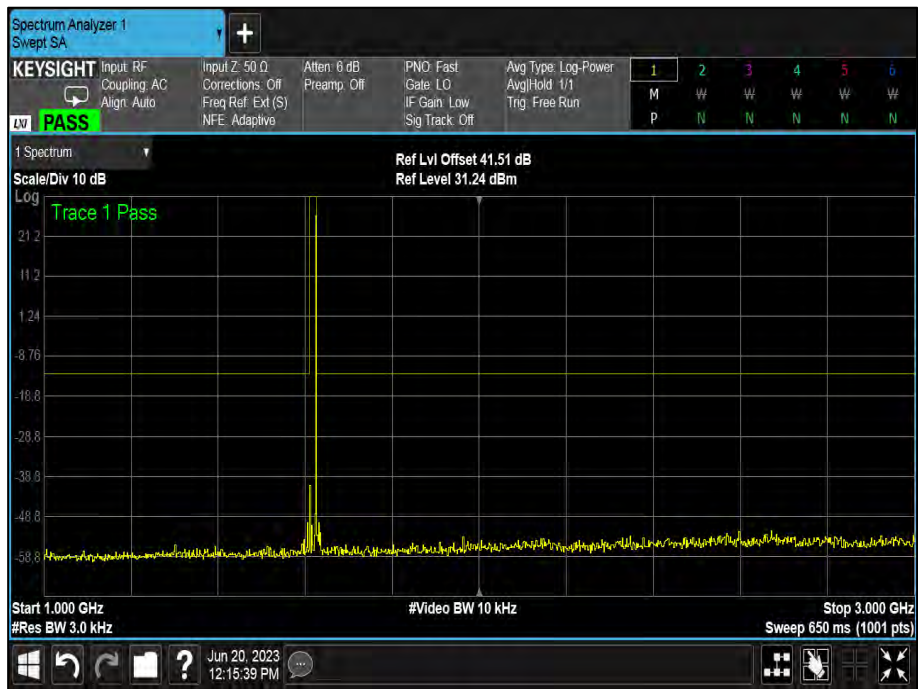 Spectrum Analyzer 1
Swept SA
+
KEYSIGHT Input: RF Input Z: 50 Ω Atten: 6 dB PNO: Fast Avg Type: Log-Power 1 2 3 4 5 6
Coupling: AC Corrections: Off Preamp: Off Gate: LO Avg|Hold: 1/1 M W W W W W
Align: Auto Freq Ref: Ext (S) IF Gain: Low Trig: Free Run
LXI PASS NFE: Adaptive Sig Track: Off P N N N N N
1 Spectrum
Ref Lvl Offset 41.51 dB
Scale/Div 10 dB Ref Level 31.24 dBm
Log
Trace 1 Pass
21.2
11.2
1.24
-8.76
-18.8
-28.8
-38.8
-48.8
-58.8
Start 1.000 GHz #Video BW 10 kHz Stop 3.000 GHz
#Res BW 3.0 kHz Sweep 650 ms (1001 pts)
? Jun 20, 2023
12:15:39 PM